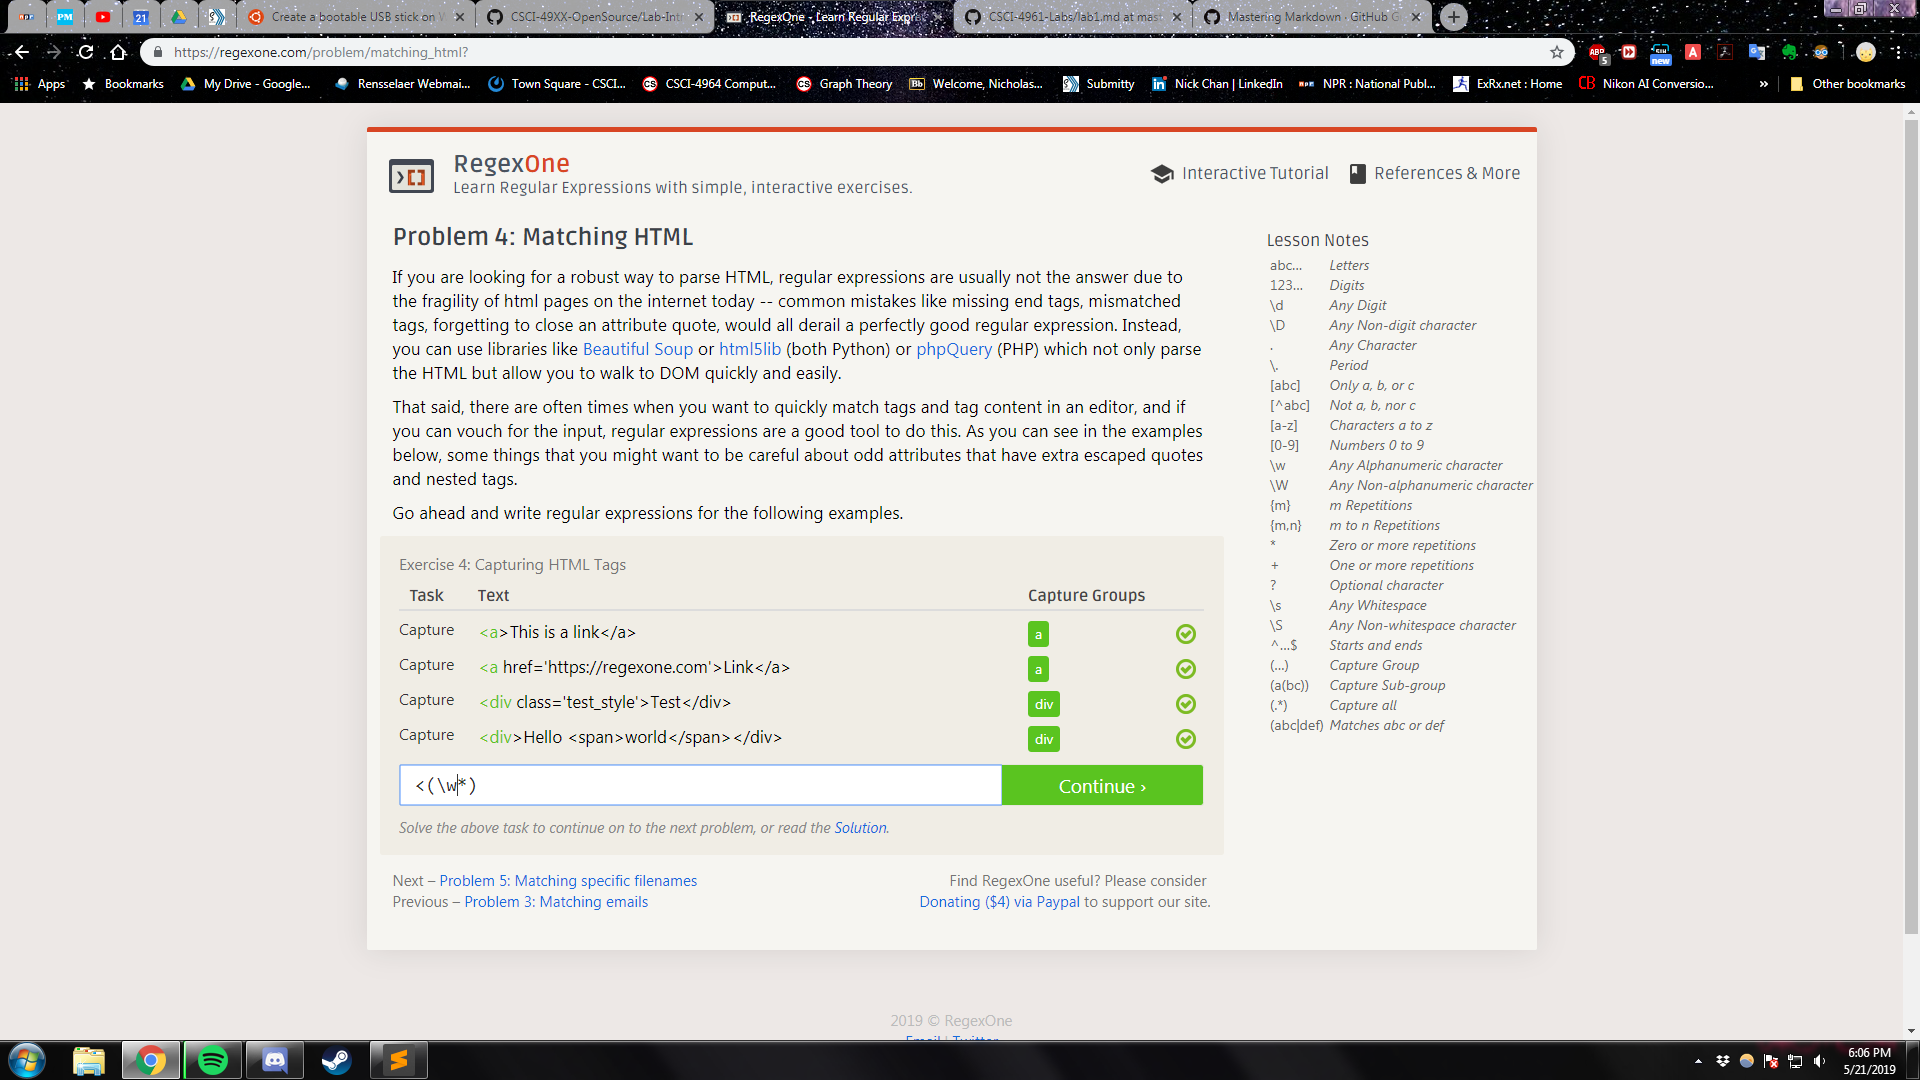 Create a bootable USB stick on W
CSCI-49XX-OpenSource/Lab-Int
RegexOne - Learn Regular Expres
CSCI-4961-Labs/lab1.md at mas
Mastering Markdown · GitHub G
https://regexone.com/problem/matching_html?
Apps
Bookmarks
My Drive - Google...
Rensselaer Webmai...
Town Square - CSCI...
CSCI-4964 Comput...
Graph Theory
Welcome, Nicholas...
Submitty
Nick Chan | LinkedIn
NPR : National Publ...
ExRx.net : Home
Nikon AI Conversio...
»
Other bookmarks
RegexOne
Learn Regular Expressions with simple, interactive exercises.
Interactive Tutorial
References & More
Problem 4: Matching HTML
If you are looking for a robust way to parse HTML, regular expressions are usually not the answer due to
the fragility of html pages on the internet today -- common mistakes like missing end tags, mismatched
tags, forgetting to close an attribute quote, would all derail a perfectly good regular expression. Instead,
you can use libraries like Beautiful Soup or html5lib (both Python) or phpQuery (PHP) which not only parse
the HTML but allow you to walk to DOM quickly and easily.
That said, there are often times when you want to quickly match tags and tag content in an editor, and if
you can vouch for the input, regular expressions are a good tool to do this. As you can see in the examples
below, some things that you might want to be careful about odd attributes that have extra escaped quotes
and nested tags.
Go ahead and write regular expressions for the following examples.
Exercise 4: Capturing HTML Tags
Task Text Capture Groups
Capture <a>This is a link</a> a
Capture <a href='https://regexone.com'>Link</a> a
Capture <div class='test_style'>Test</div> div
Capture <div>Hello <span>world</span></div> div
<(\w*)
Continue ›
Solve the above task to continue on to the next problem, or read the Solution.
Next – Problem 5: Matching specific filenames
Previous – Problem 3: Matching emails
Find RegexOne useful? Please consider
Donating ($4) via Paypal to support our site.
Lesson Notes
abc... Letters
123... Digits
\d Any Digit
\D Any Non-digit character
. Any Character
\. Period
[abc] Only a, b, or c
[^abc] Not a, b, nor c
[a-z] Characters a to z
[0-9] Numbers 0 to 9
\w Any Alphanumeric character
\W Any Non-alphanumeric character
{m} m Repetitions
{m,n} m to n Repetitions
* Zero or more repetitions
+ One or more repetitions
? Optional character
\s Any Whitespace
\S Any Non-whitespace character
^...$ Starts and ends
(...) Capture Group
(a(bc)) Capture Sub-group
(.*) Capture all
(abc|def) Matches abc or def
2019 © RegexOne
Email | Twitter
6:06 PM
5/21/2019